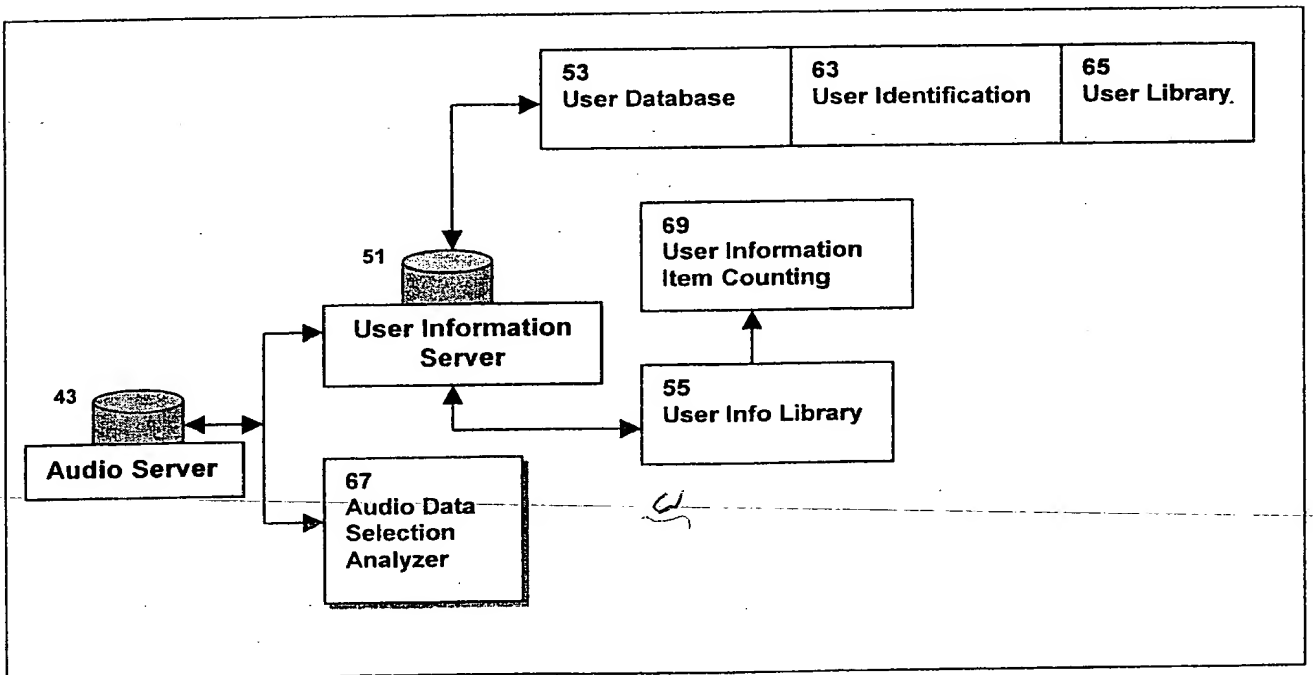 53
User Database
63
User Identification
65
User Library.
69
User Information
Item Counting
51
User Information
Server
55
User Info Library
43
Audio Server
67
Audio Data
Selection
Analyzer